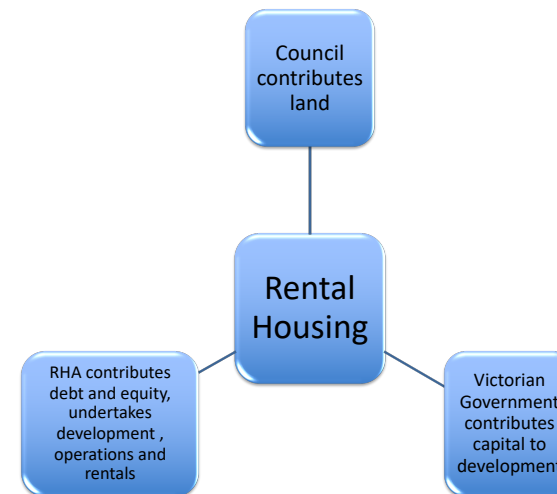 Council
contributes
land
Rental
Housing
RHA contributes
debt and equity,
undertakes
development ,
operations and
rentals
Victorian
Government
contributes
capital to
development